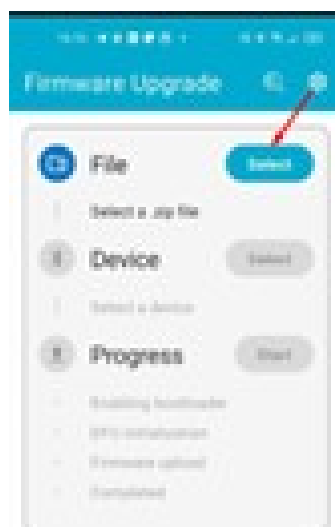 Firmware Upgrade
File
Select
Select a .zip file
Device
Select
Select a device
Progress
Start
Enabling bootloader
DFU initialization
Firmware upload
Completed